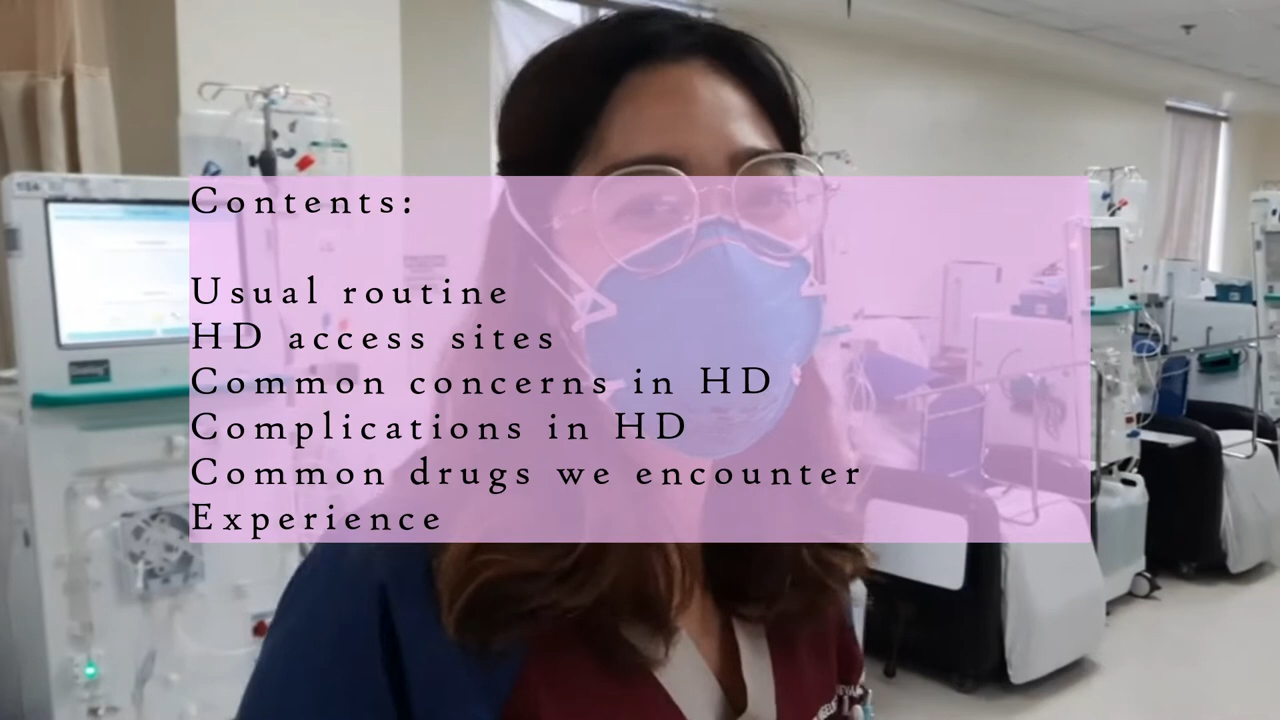 Contents:
Usual routine
HD access sites
Common concerns in HD
Complications in HD
Common drugs we encounter
Experience